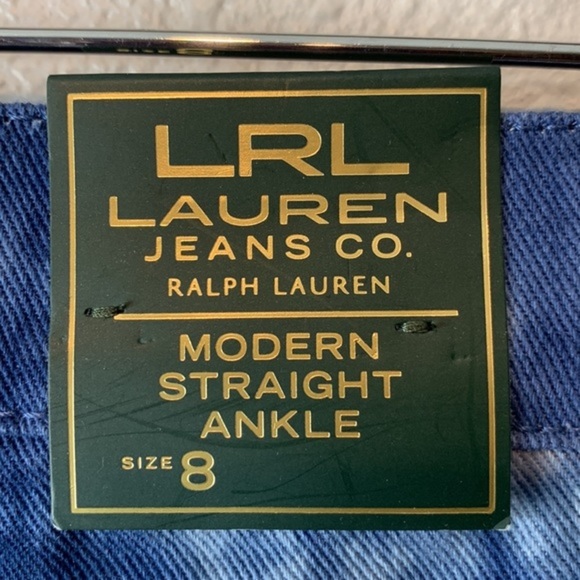 LRL
LAUREN
JEANS CO.
RALPH LAUREN
MODERN
STRAIGHT
ANKLE
SIZE 8